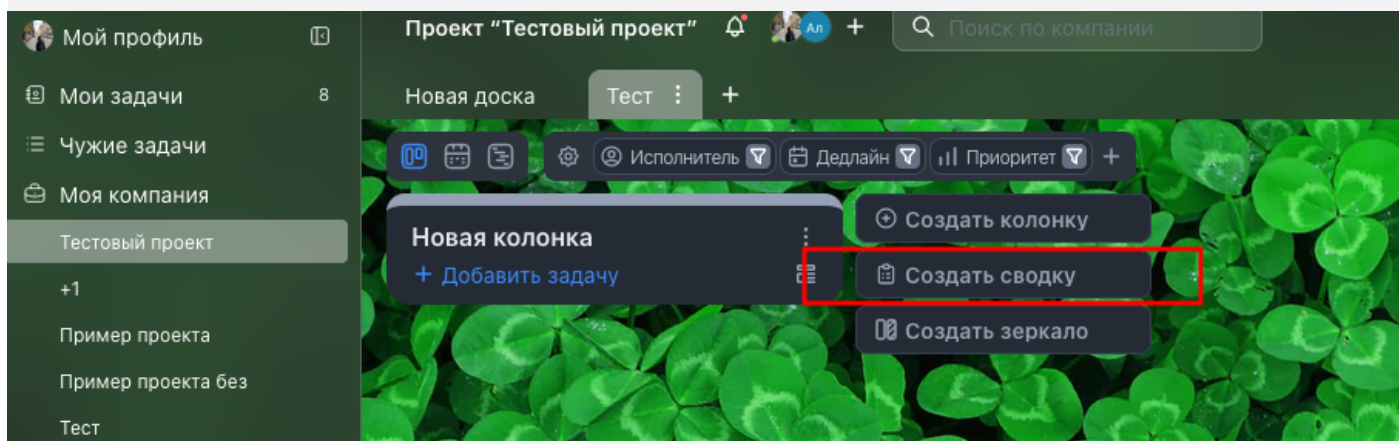 Мой профиль
Проект “Тестовый проект”
Ал
+
Поиск по компании
Мои задачи
8
Новая доска
Тест
+
Чужие задачи
Исполнитель
Дедлайн
Приоритет
+
Моя компания
Тестовый проект
+1
Пример проекта
Пример проекта без
Тест
Новая колонка
+ Добавить задачу
Создать колонку
Создать сводку
Создать зеркало